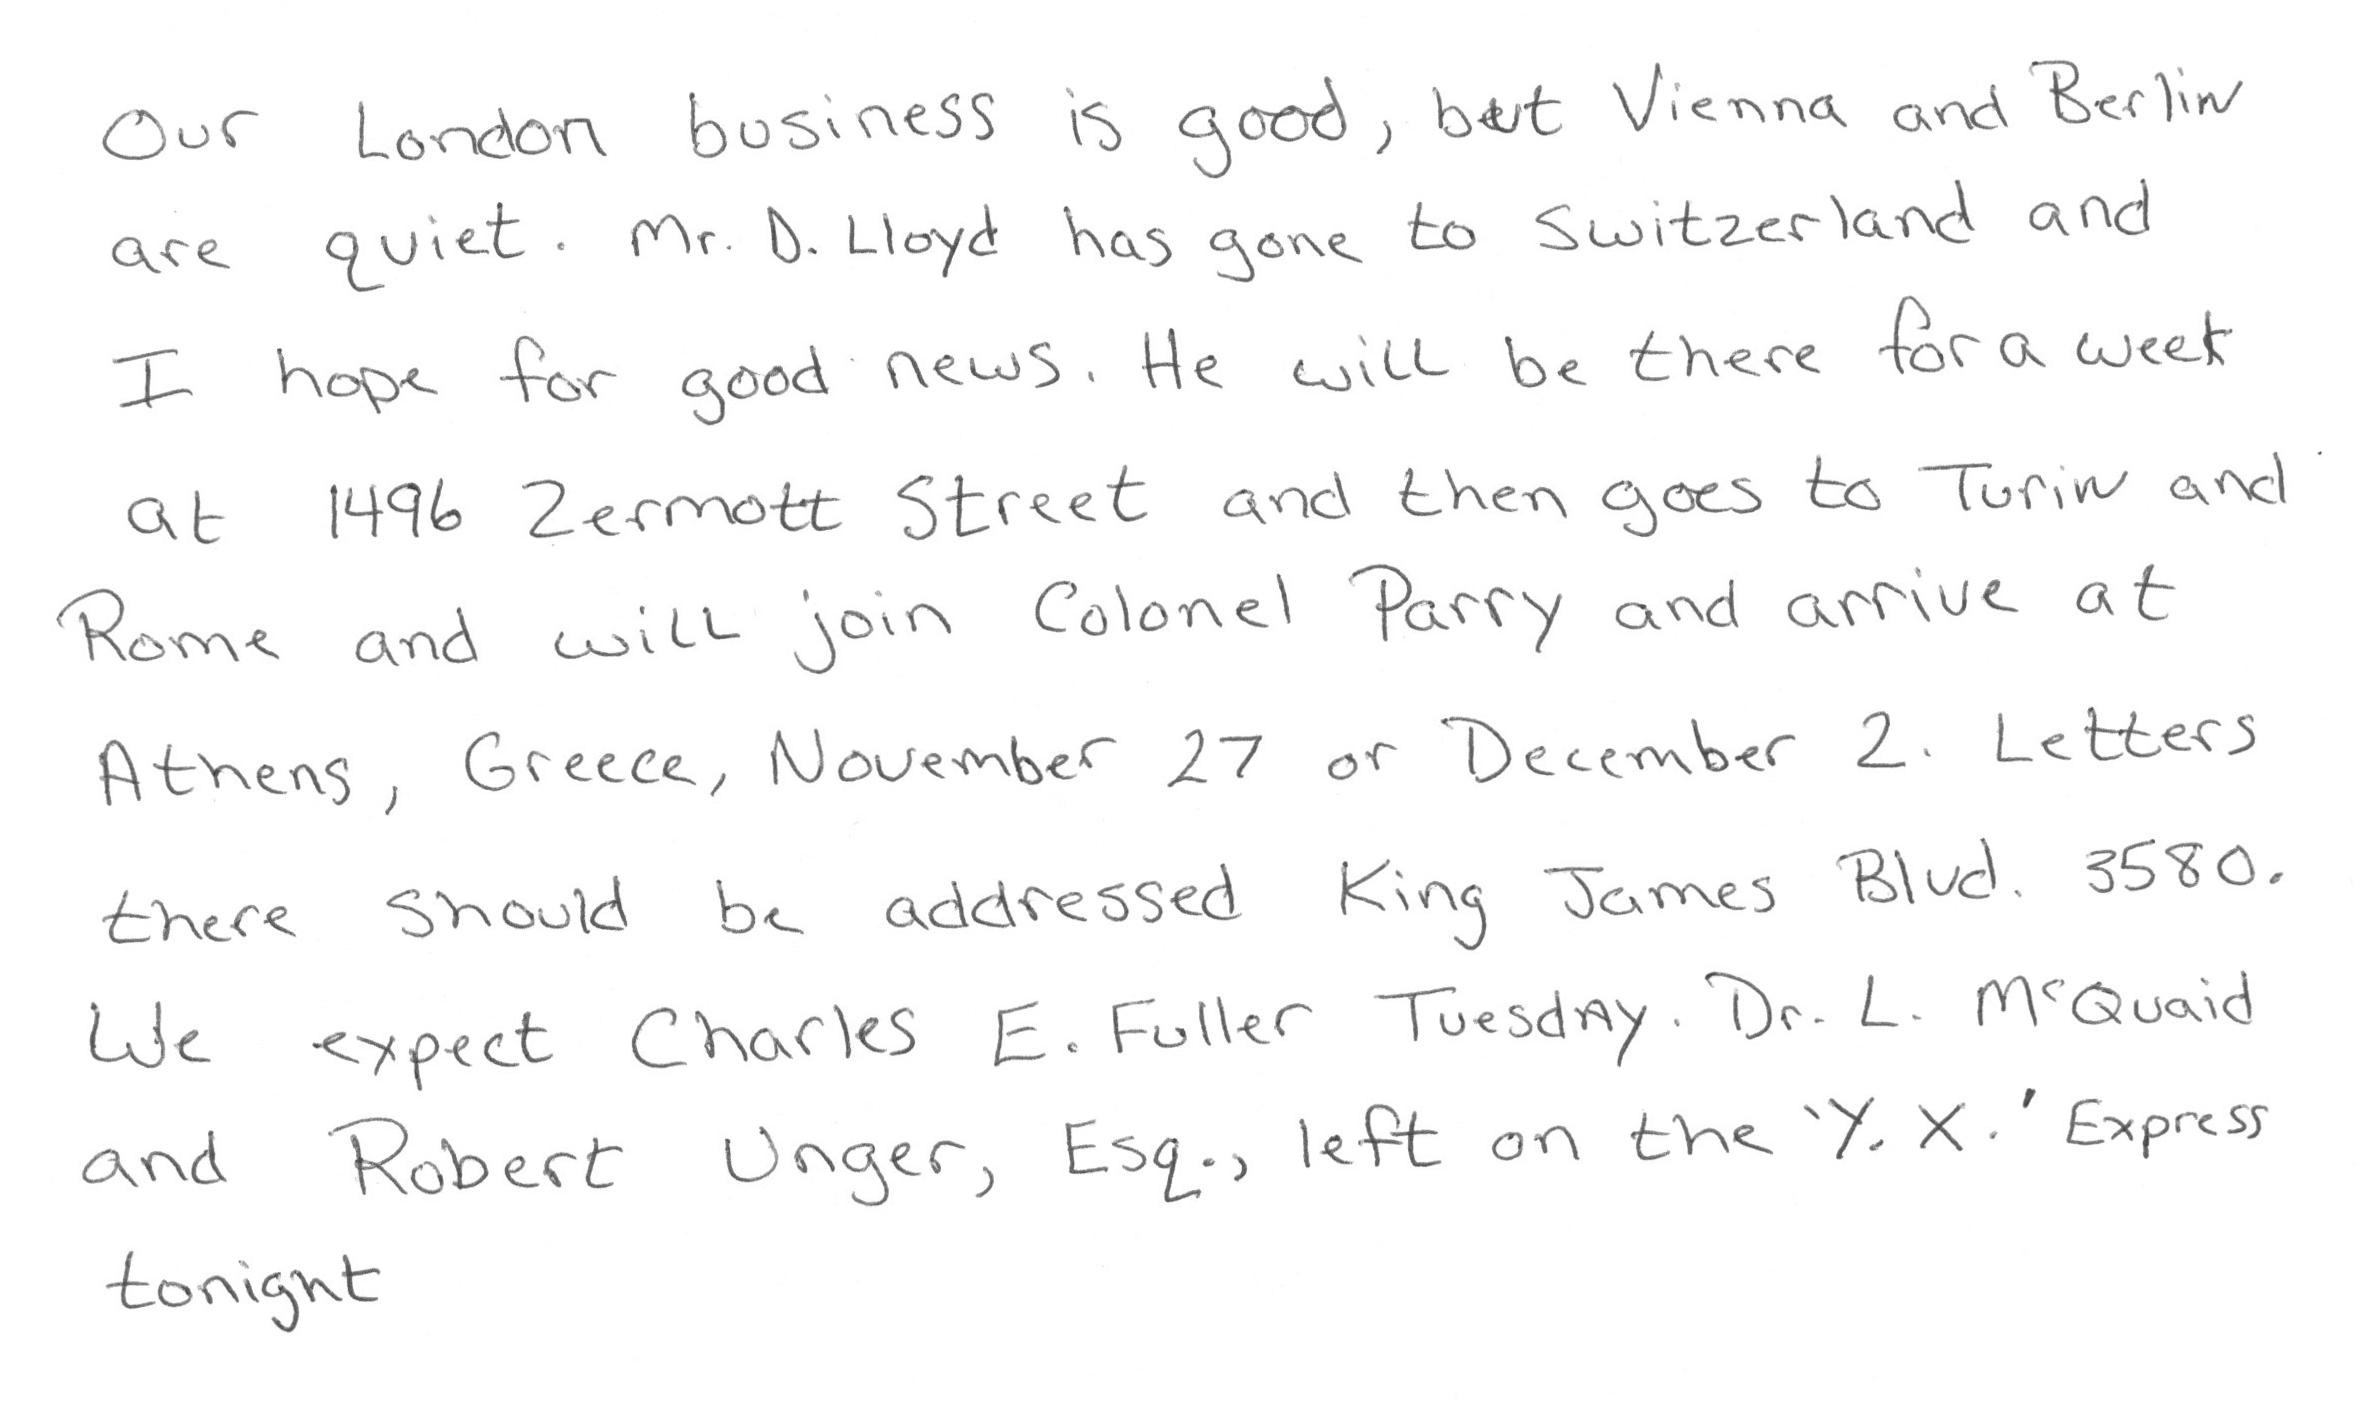 Our London business is good, but Vienna and Berlin
are quiet. Mr. D. Lloyd has gone to Switzerland and
I hope for good news. He will be there for a week
at 1496 Zermott Street and then goes to Turin and
Rome and will join Colonel Parry and arrive at
Athens, Greece, November 27 or December 2. Letters
there should be addressed King James Blvd. 3580.
We expect Charles E. Fuller Tuesday. Dr. L. McQuaid
and Robert Unger, Esq., left on the 'Y. X.' Express
tonight